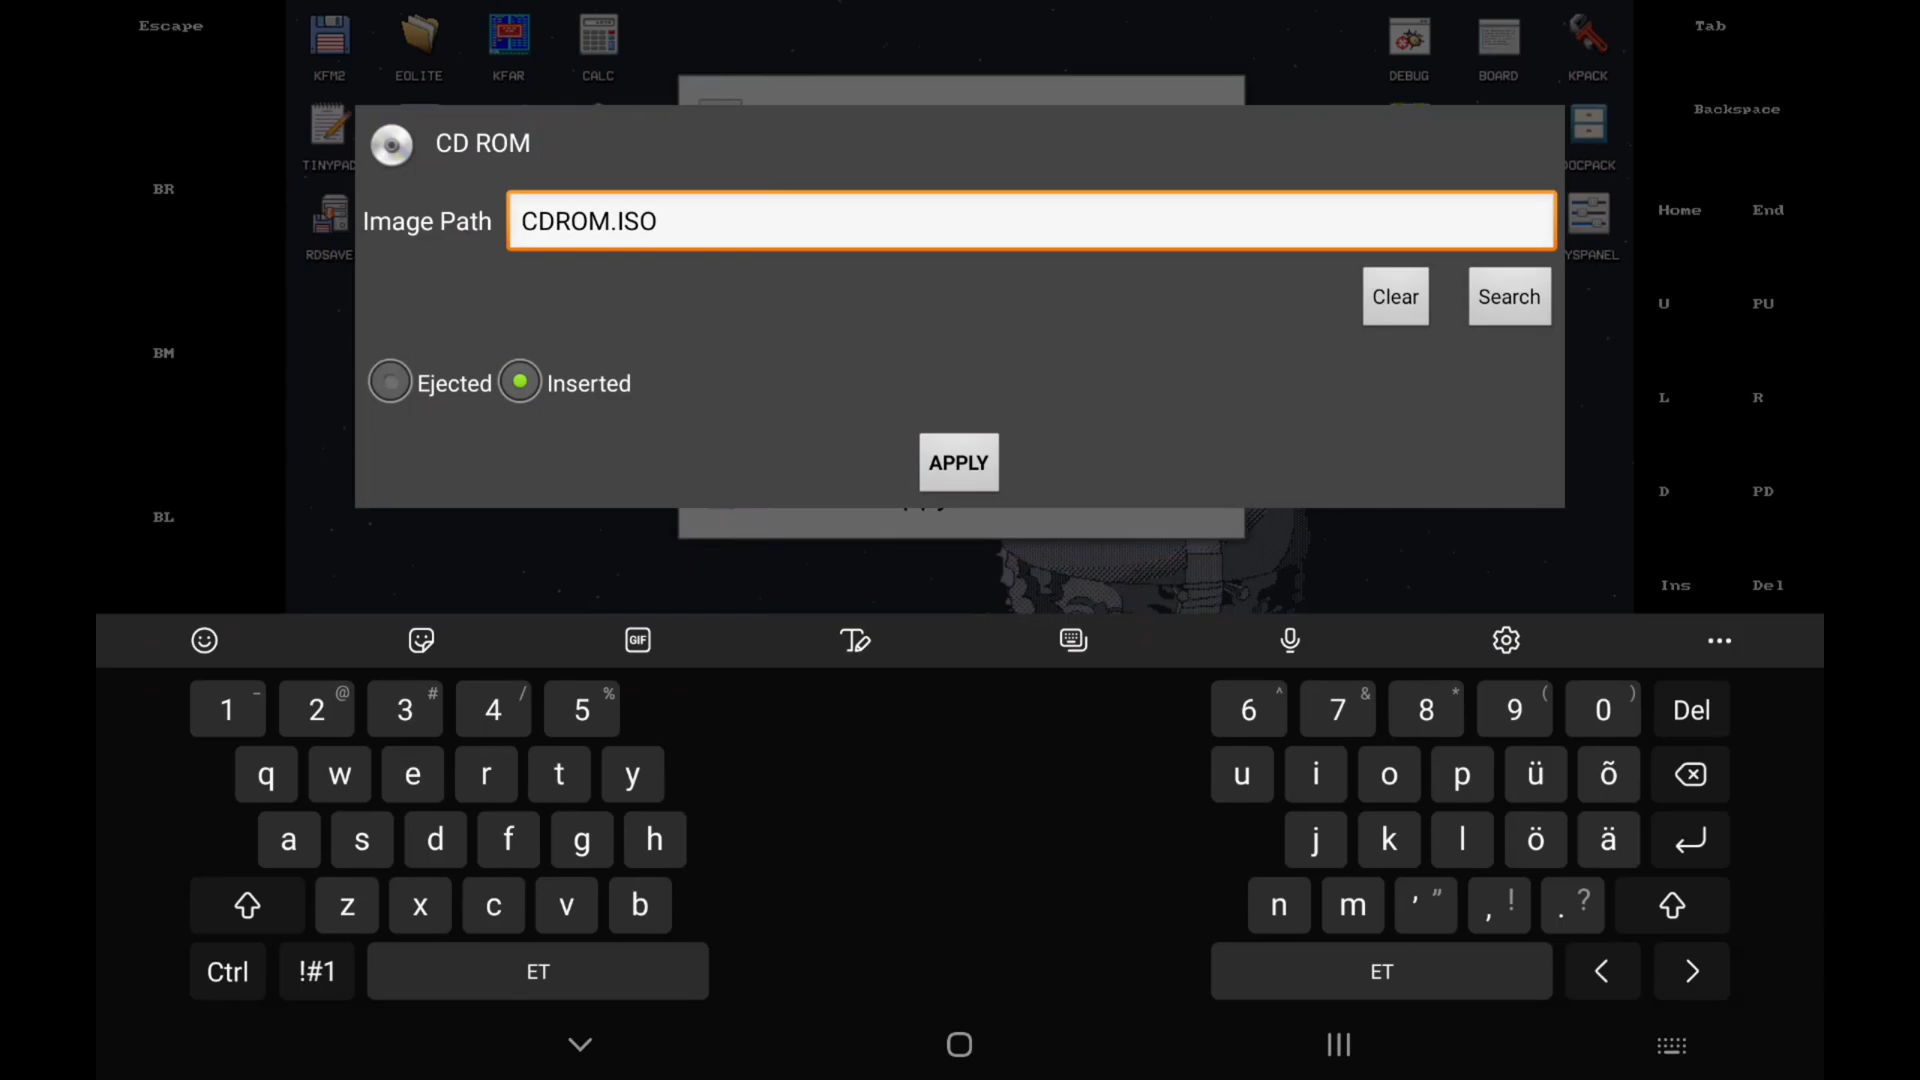 Escape
Tab
KFM2 EOLITE KFAR CALC
DEBUG BOARD KPACK
Backspace
CD ROM
TINYPAD
DOCPACK
BR
Image Path CDROM.ISO
Home End
RDSAVE
YSPANEL
Clear Search
U PU
BM
Ejected Inserted
L R
APPLY
D PD
BL
Ins Del
GIF
1 - 2 @ 3 # 4 / 5 %
6 ^ 7 & 8 * 9 ( 0 ) Del
q w e r t y
u i o p ü õ
a s d f g h
j k l ö ä
z x c v b
n m ' " , ! . ?
Ctrl !#1 ET
ET < >